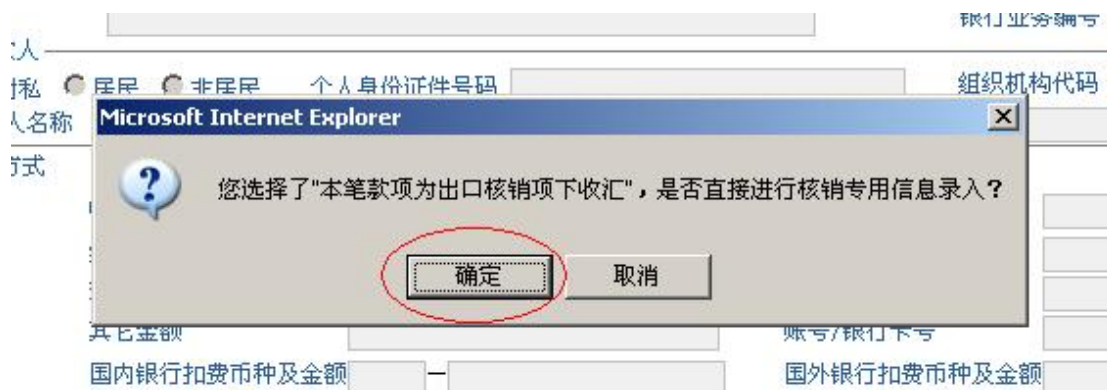 银行业务编号
人
对私 居民 非居民 个人身份证件号码 组织机构代码
人名称
Microsoft Internet Explorer
方式
您选择了"本笔款项为出口核销项下收汇"，是否直接进行核销专用信息录入？
确定 取消
其它金额 账号/银行卡号
国内银行扣费币种及金额 — 国外银行扣费币种及金额